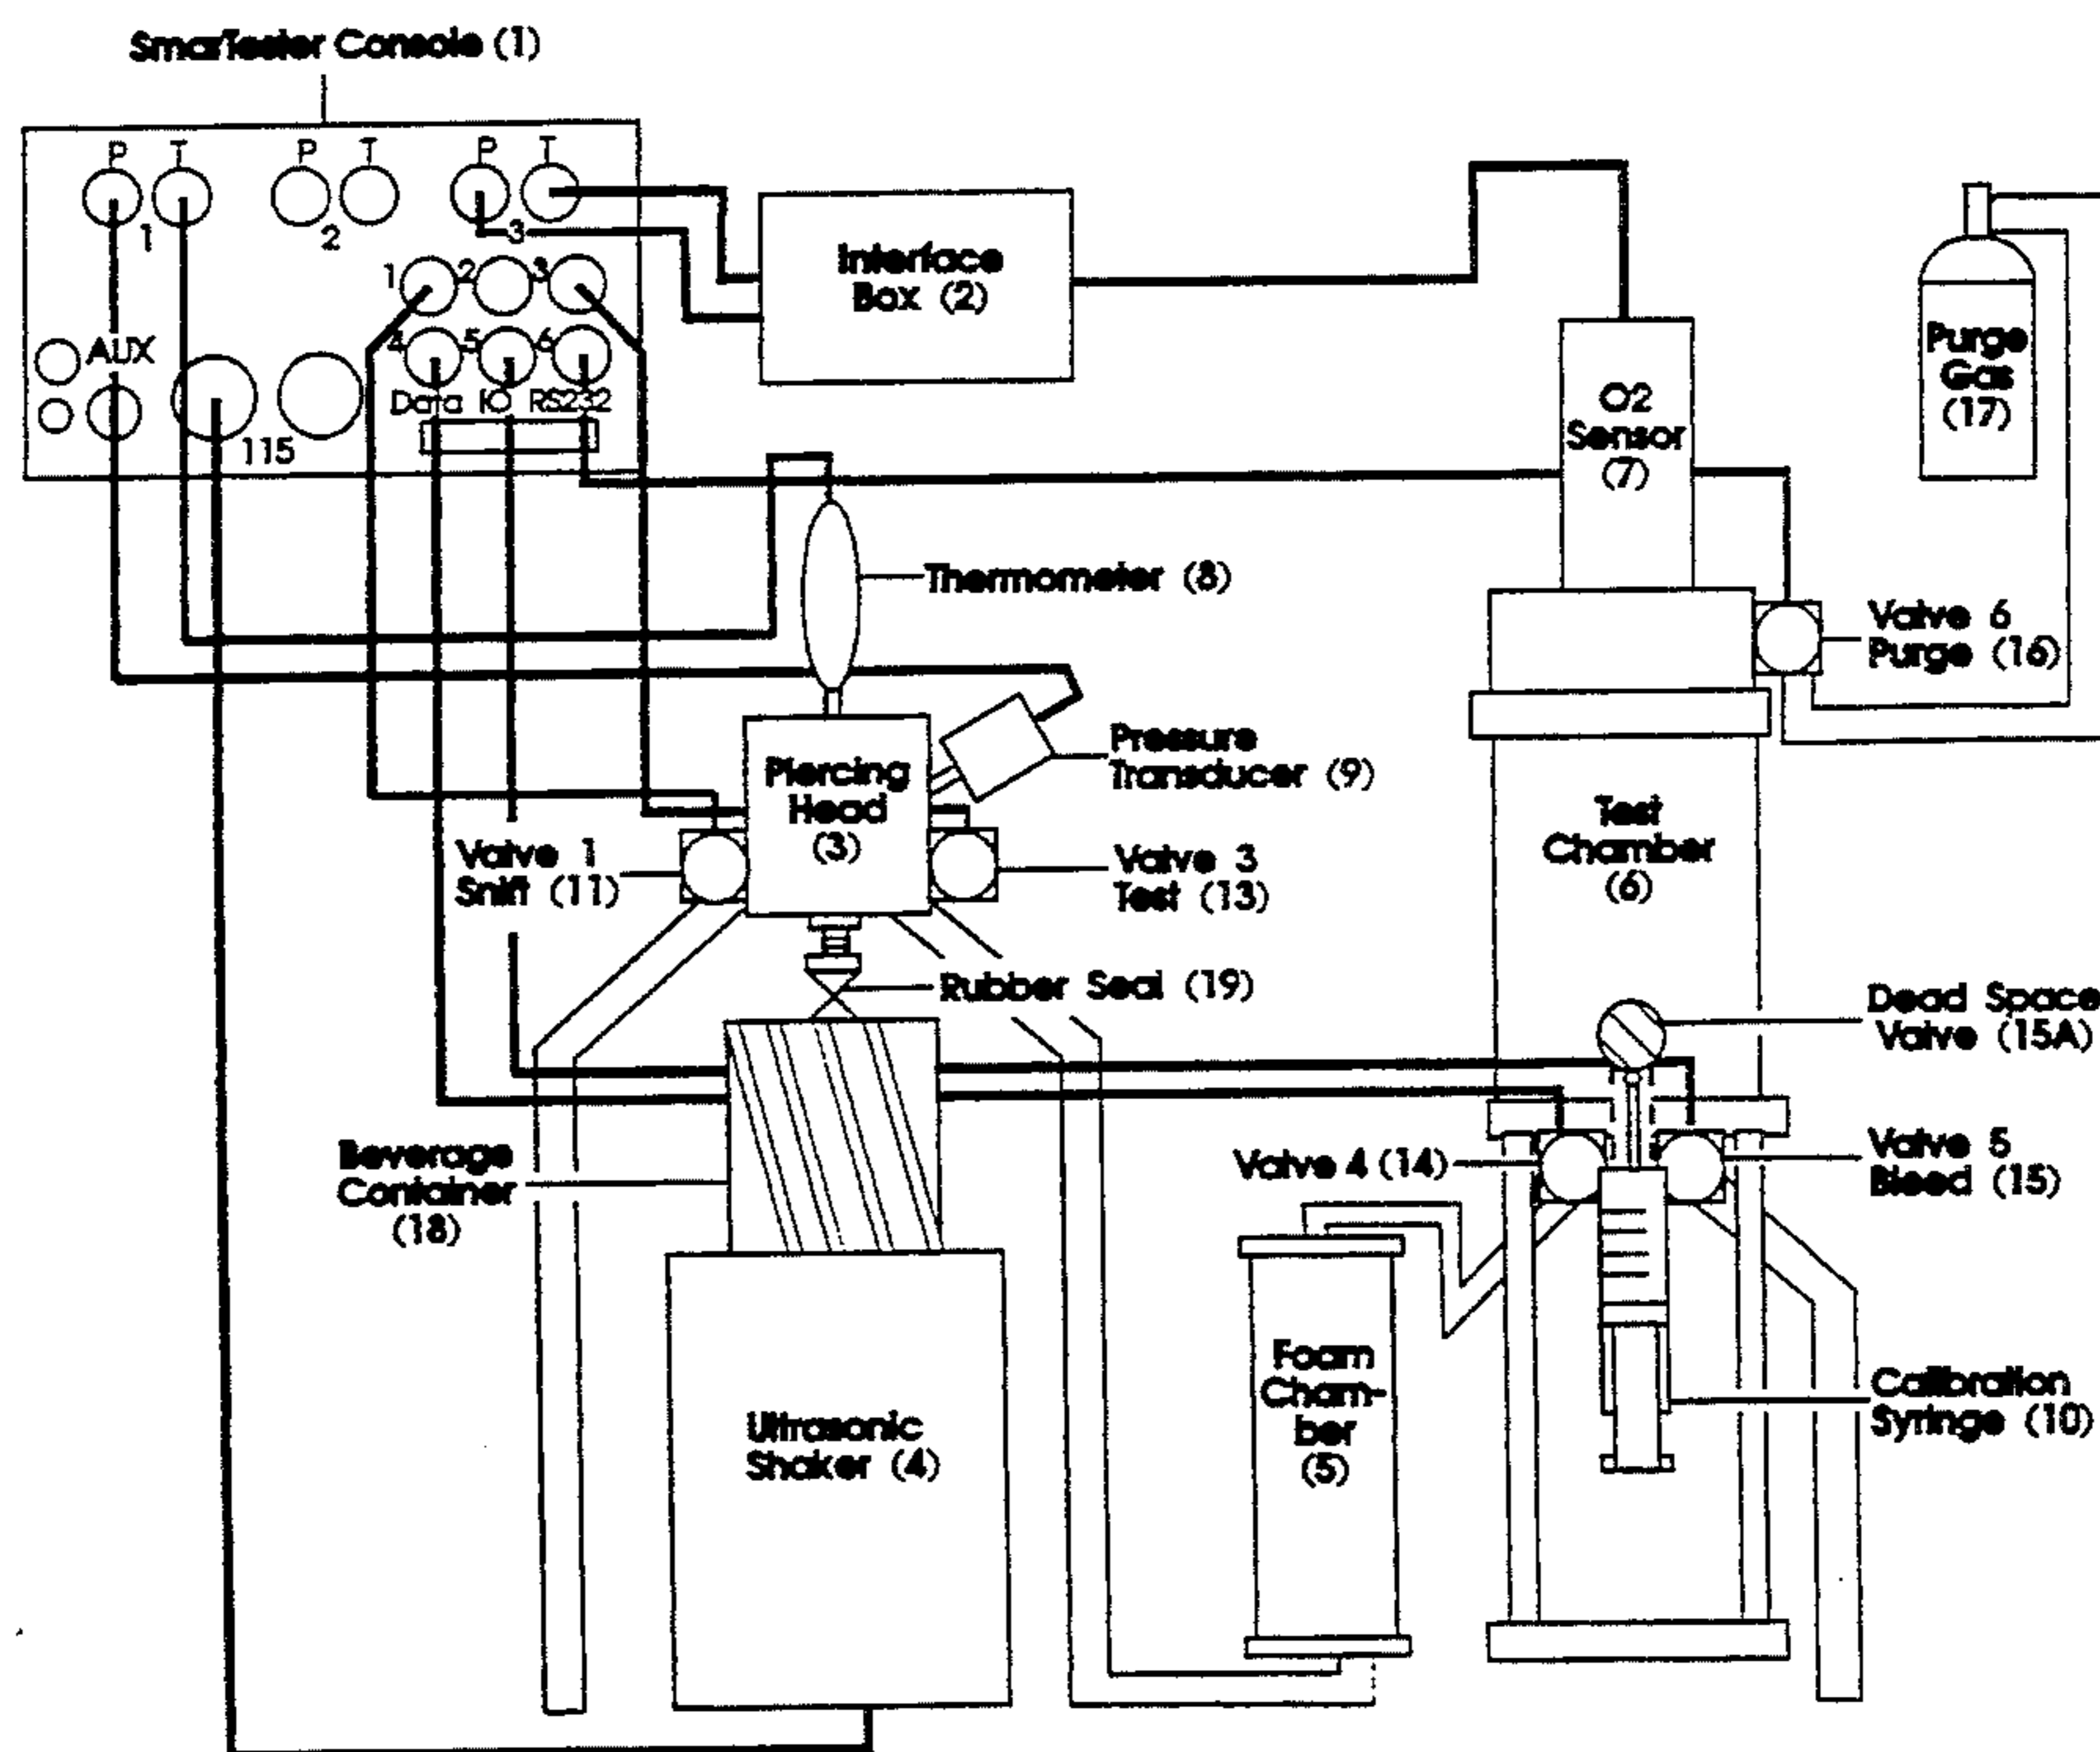 SmarTester Console (1)
P T P T P T
1 2 3
1 2 3
4 5 6
AUX
Data IO RS232
115
Interface
Box (2)
O2
Sensor
(7)
Purge
Gas
(17)
Thermometer (8)
Valve 6
Purge (16)
Pressure
Transducer (9)
Piercing
Head
(3)
Valve 1
Sniff (11)
Valve 3
Test (13)
Test
Chamber
(6)
Rubber Seal (19)
Dead Space
Valve (15A)
Beverage
Container
(18)
Valve 4 (14)
Valve 5
Bleed (15)
Foam
Cham-
ber
(5)
Calibration
Syringe (10)
Ultrasonic
Shaker (4)